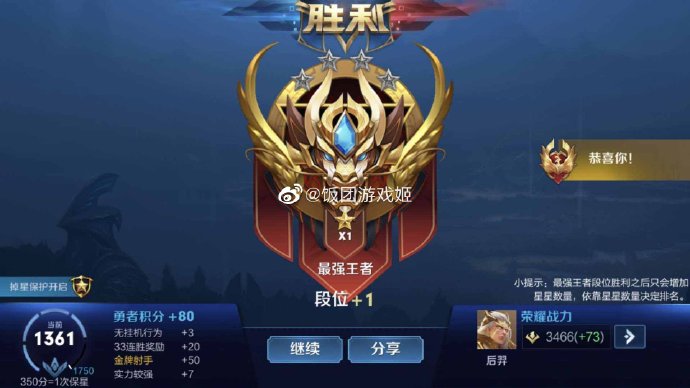 胜利
恭喜你！
@饭团游戏姬
X1
最强王者
段位+1
小提示：最强王者段位胜利之后只会增加
星星数量，依靠星星数量决定排名。
掉星保护开启
当前
1361
1750
350分=1次保星
勇者积分 +80
无挂机行为 +3
33连胜奖励 +20
金牌射手 +50
实力较强 +7
继续
分享
荣耀战力
3466(+73)
后羿